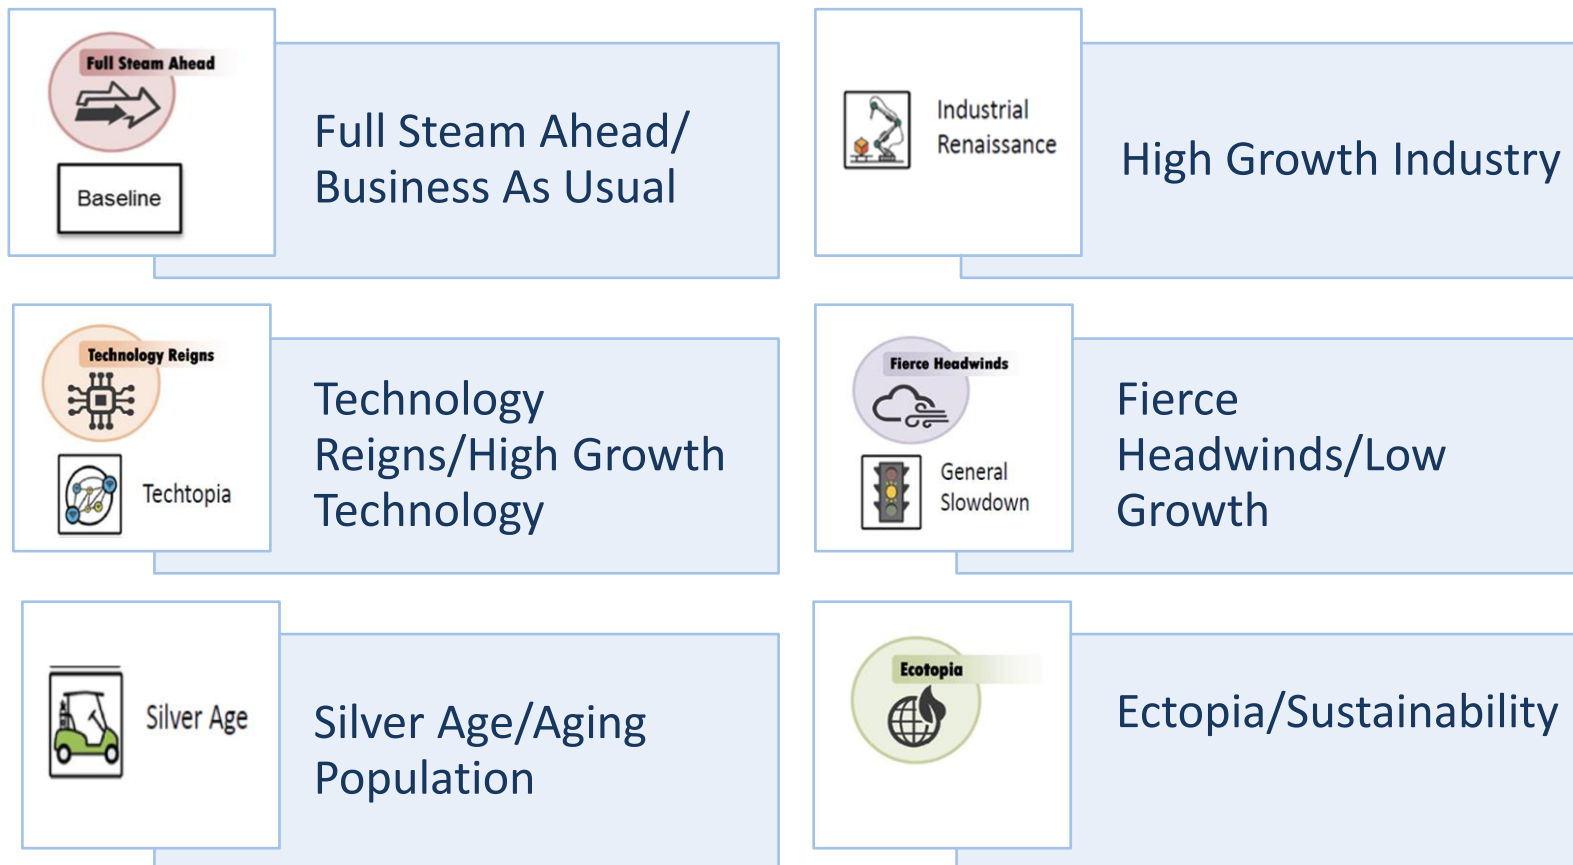 Full Steam Ahead
Baseline
Full Steam Ahead/
Business As Usual
Industrial
Renaissance
High Growth Industry
Technology Reigns
Techtopia
Technology
Reigns/High Growth
Technology
Fierce Headwinds
General
Slowdown
Fierce
Headwinds/Low
Growth
Silver Age
Silver Age/Aging
Population
Ecotopia
Ectopia/Sustainability